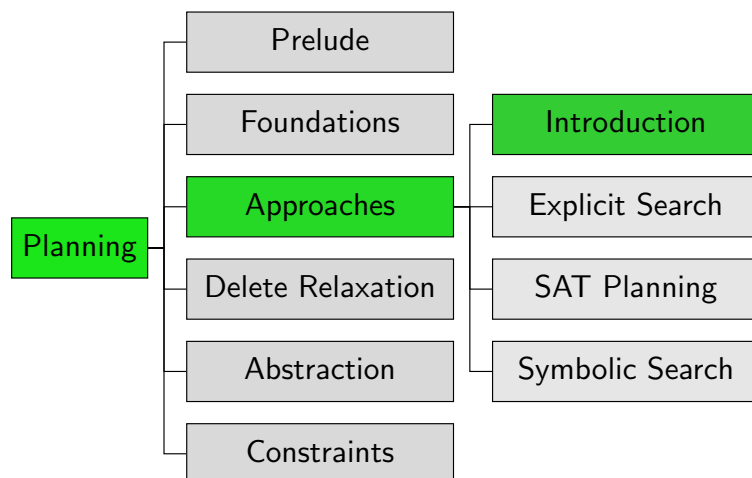 Prelude
Foundations
Introduction
Approaches
Explicit Search
Planning
Delete Relaxation
SAT Planning
Abstraction
Symbolic Search
Constraints